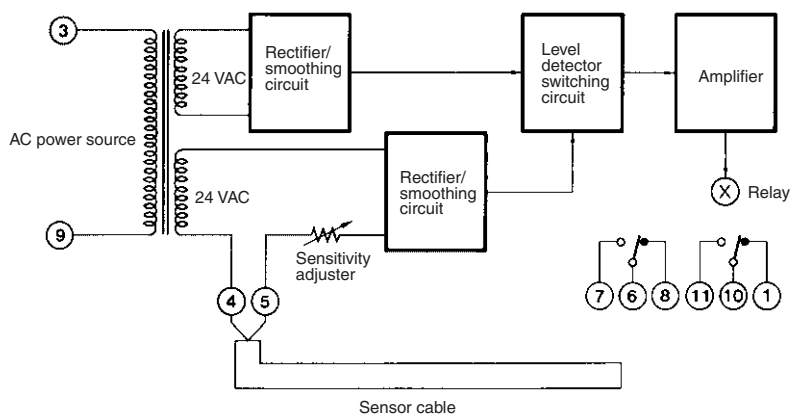 3
AC power source
9
24 VAC
24 VAC
Rectifier/
smoothing
circuit
Rectifier/
smoothing
circuit
Level
detector
switching
circuit
Amplifier
X
Relay
Sensitivity
adjuster
4
5
7
6
8
11
10
1
Sensor cable